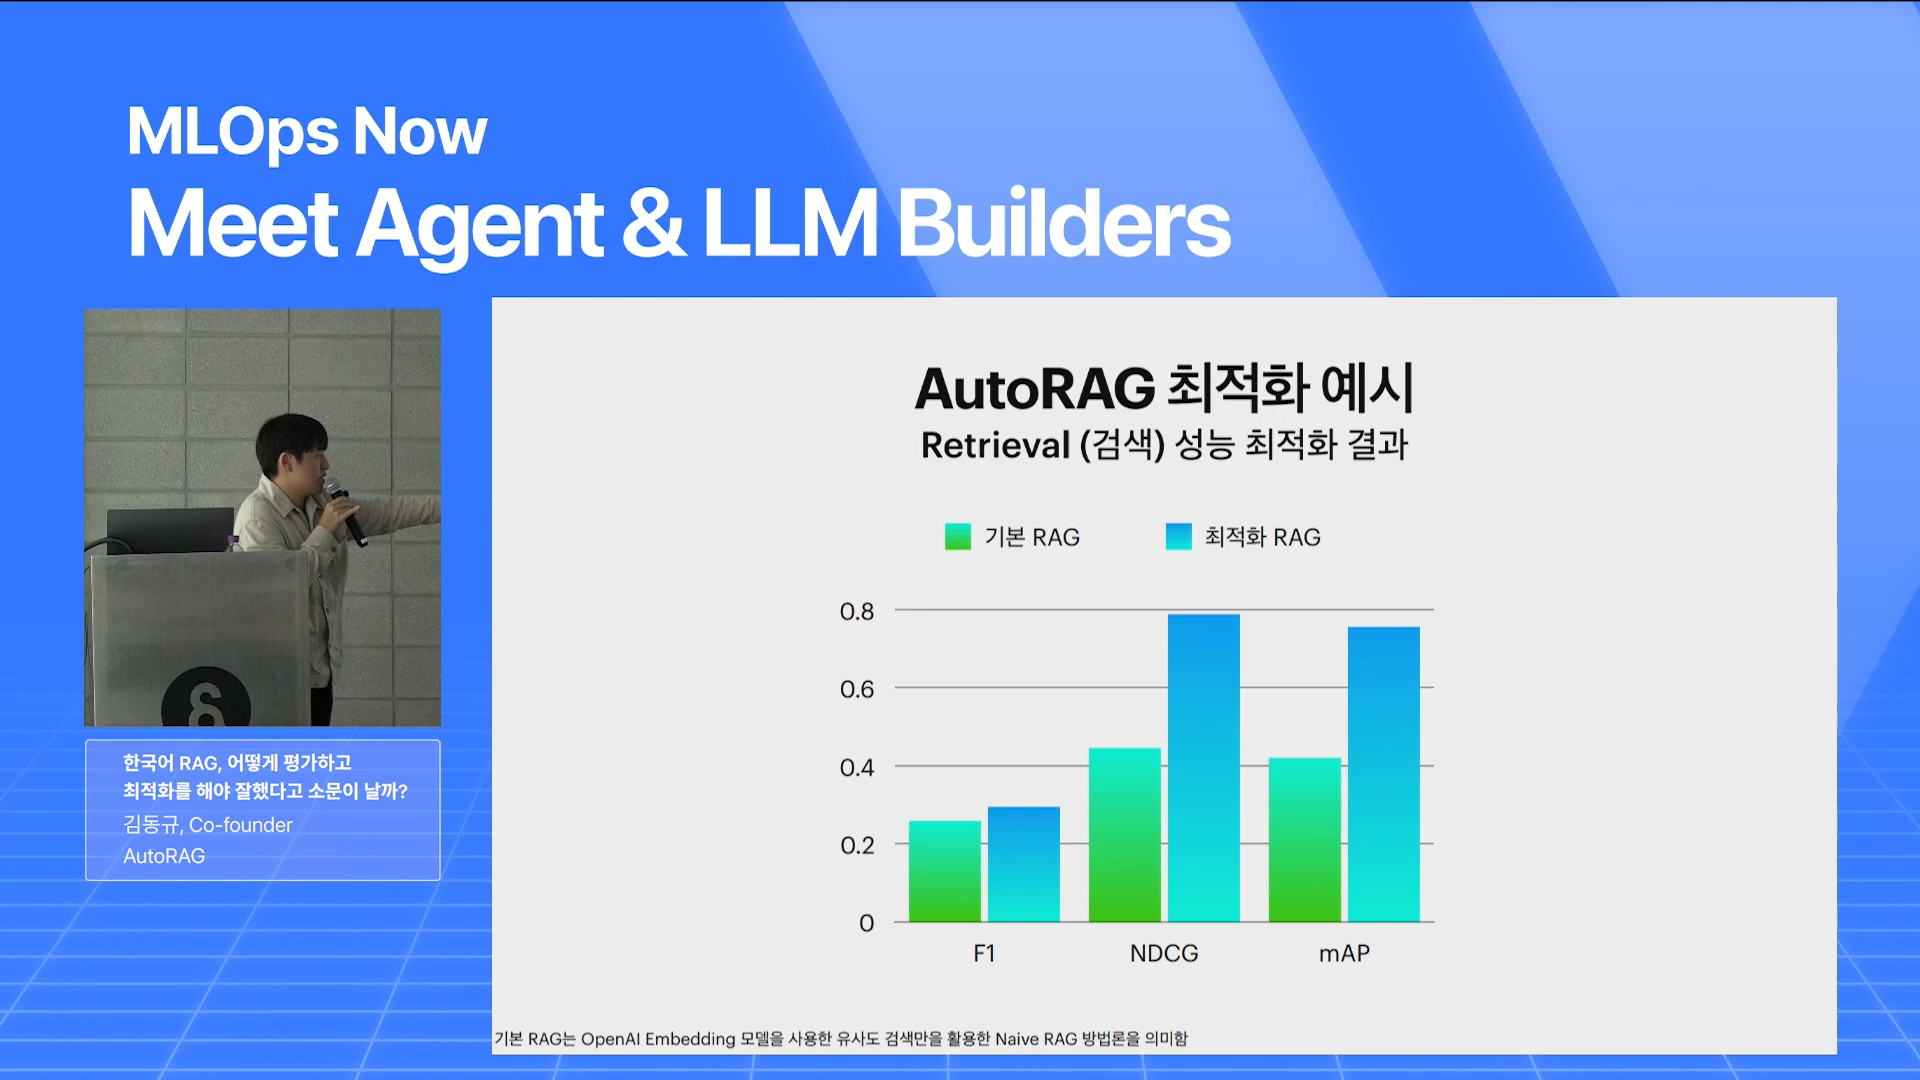 MLOps Now
Meet Agent & LLM Builders
AutoRAG 최적화 예시
Retrieval (검색) 성능 최적화 결과
기본 RAG
최적화 RAG
0.8
0.6
0.4
0.2
0
F1
NDCG
mAP
기본 RAG는 OpenAI Embedding 모델을 사용한 유사도 검색만을 활용한 Naive RAG 방법론을 의미함
한국어 RAG, 어떻게 평가하고
최적화를 해야 잘했다고 소문이 날까?
김동규, Co-founder
AutoRAG